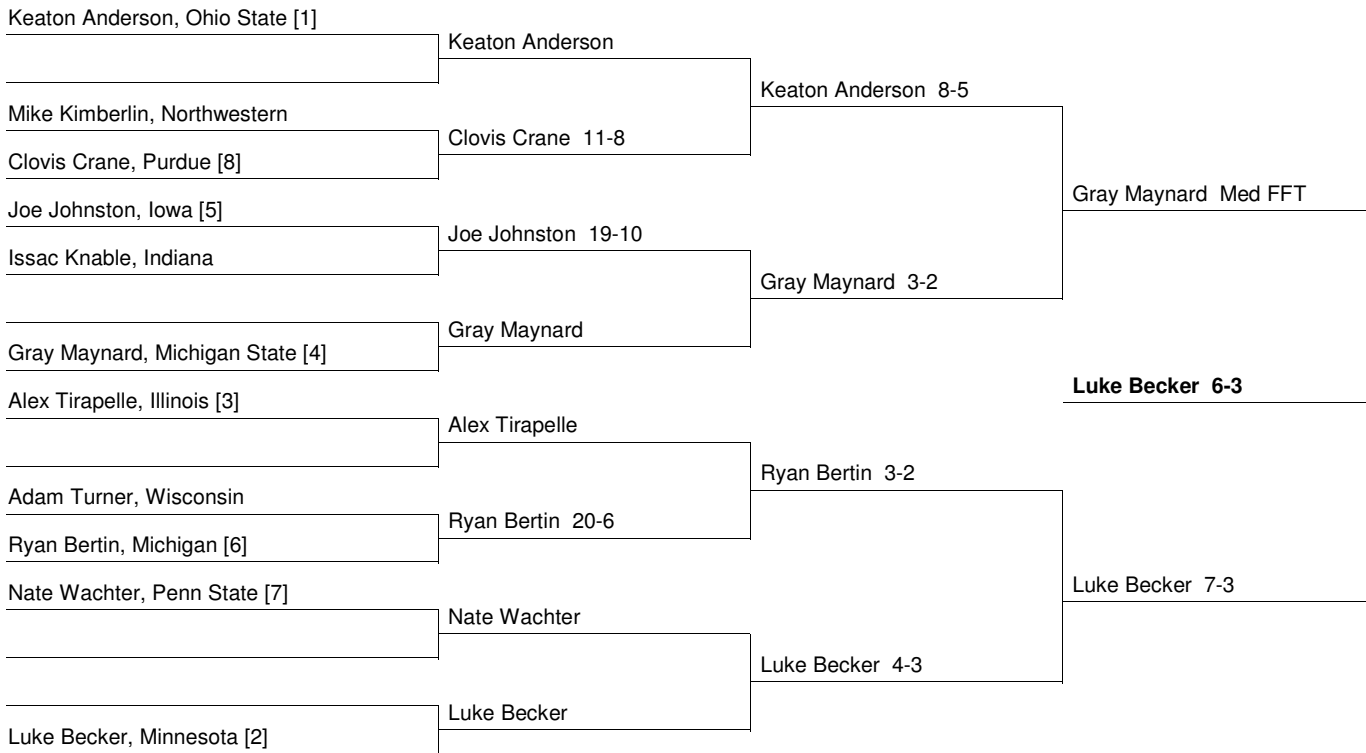 Keaton Anderson, Ohio State [1]
Keaton Anderson
Keaton Anderson 8-5
Mike Kimberlin, Northwestern
Clovis Crane 11-8
Clovis Crane, Purdue [8]
Gray Maynard Med FFT
Joe Johnston, Iowa [5]
Joe Johnston 19-10
Issac Knable, Indiana
Gray Maynard 3-2
Gray Maynard
Gray Maynard, Michigan State [4]
Luke Becker 6-3
Alex Tirapelle, Illinois [3]
Alex Tirapelle
Ryan Bertin 3-2
Adam Turner, Wisconsin
Ryan Bertin 20-6
Ryan Bertin, Michigan [6]
Luke Becker 7-3
Nate Wachter, Penn State [7]
Nate Wachter
Luke Becker 4-3
Luke Becker
Luke Becker, Minnesota [2]